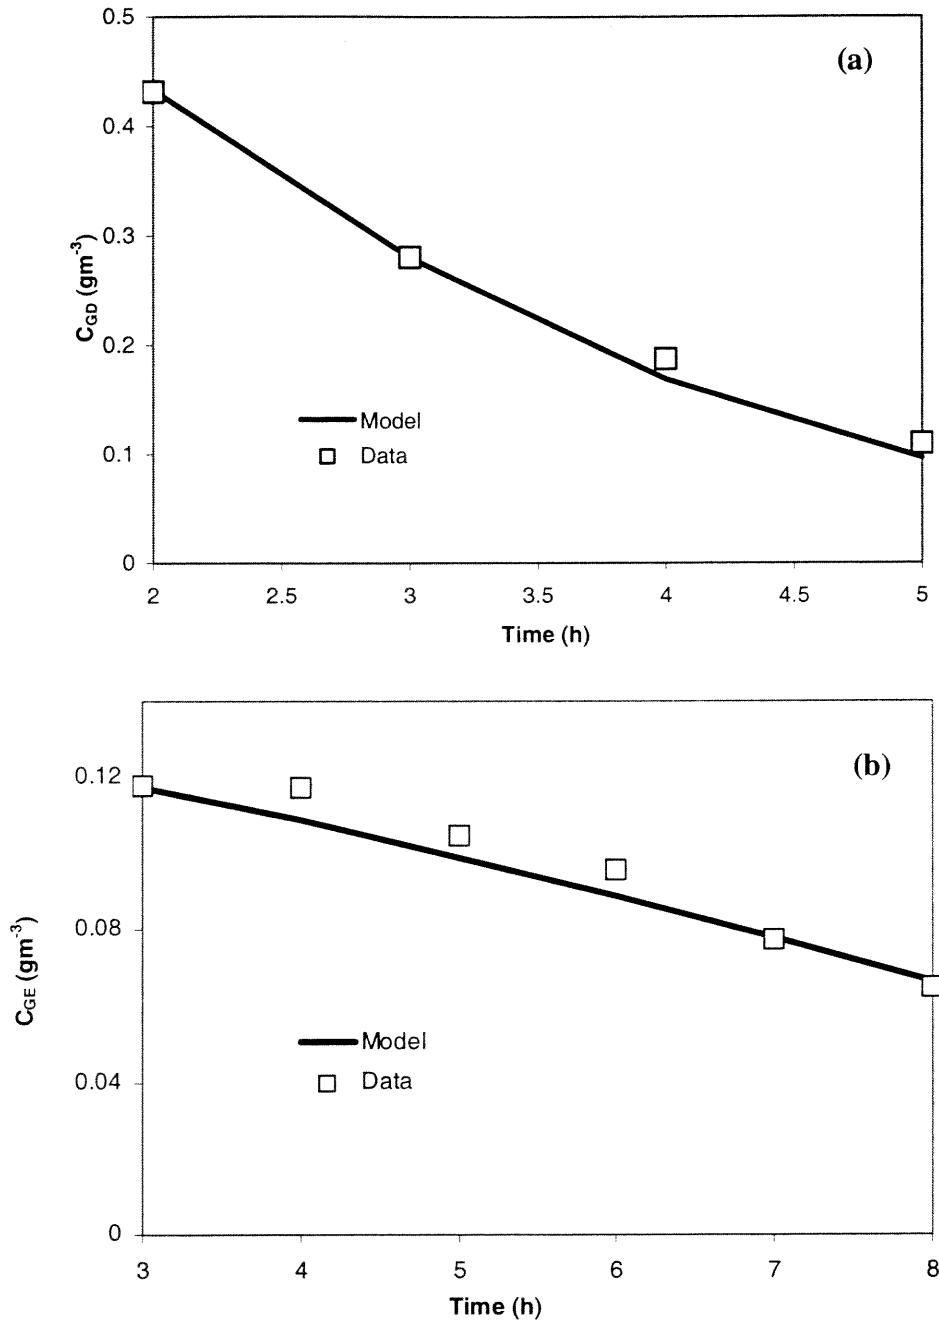 0.5
(a)
0.4
0.3
C_GD (gm^-3)
0.2
Model
0.1
Data
0
2 2.5 3 3.5 4 4.5 5
Time (h)
(b)
0.12
0.08
C_GE (gm^-3)
Model
0.04
Data
0
3 4 5 6 7 8
Time (h)